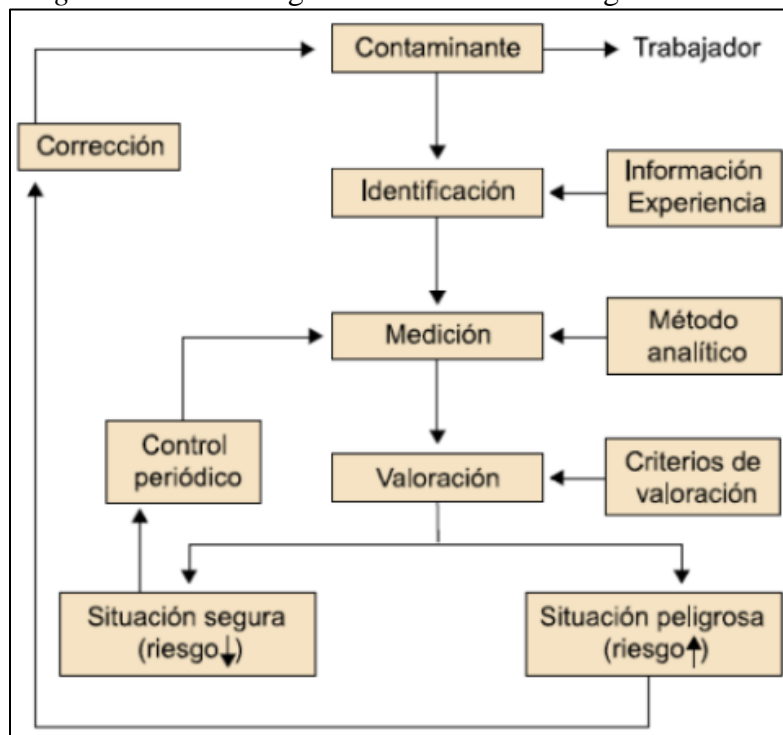 Contaminante
Trabajador
Corrección
Identificación
Información
Experiencia
Medición
Método
analítico
Control
periódico
Valoración
Criterios de
valoración
Situación segura
(riesgo↓)
Situación peligrosa
(riesgo↑)